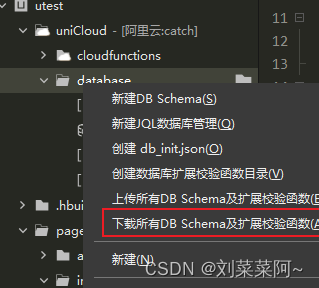 utest
uniCloud - [阿里云:catch]
11
cloudfunctions
12
database
13
新建DB Schema(S)
新建JQL数据库管理(Q)
创建 db_init.json(O)
创建数据库扩展校验函数目录(V)
上传所有DB Schema及扩展校验函数(
.hbui
下载所有DB Schema及扩展校验函数(A
page
a
新建(N)
in
CSDN @刘菜菜阿~